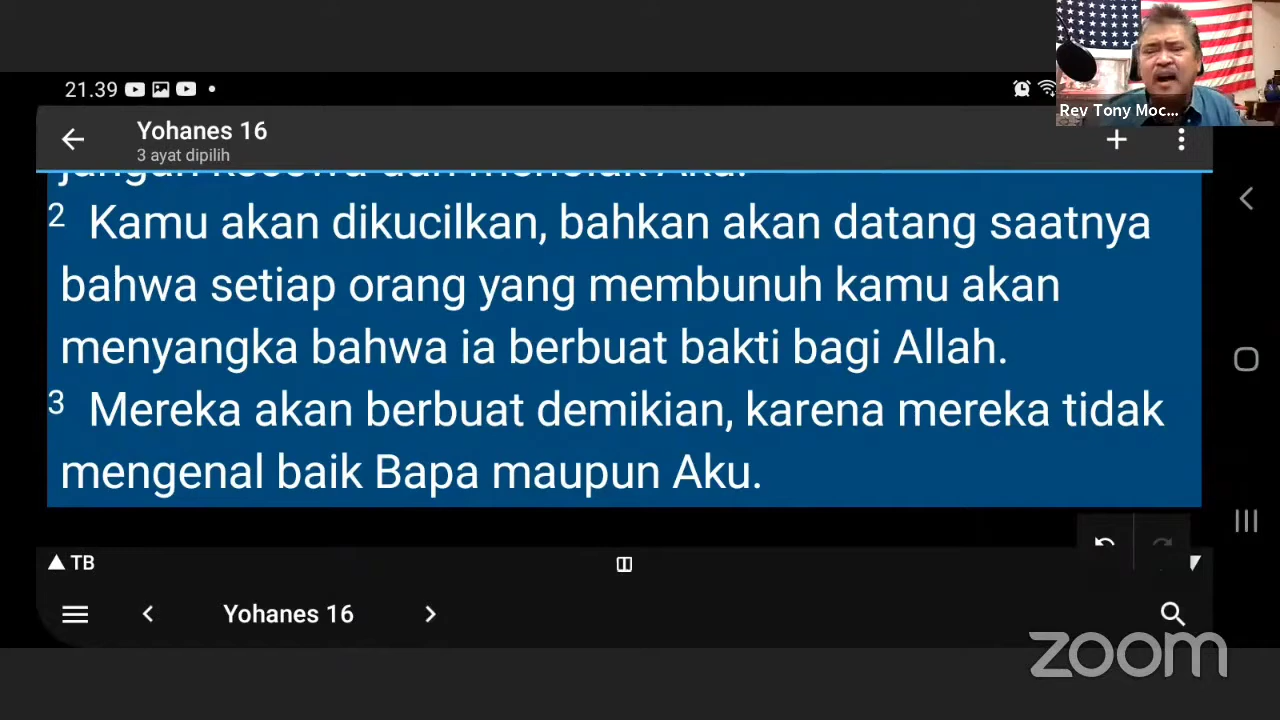 21.39
Rev Tony Moc...
Yohanes 16
3 ayat dipilih
2 Kamu akan dikucilkan, bahkan akan datang saatnya
bahwa setiap orang yang membunuh kamu akan
menyangka bahwa ia berbuat bakti bagi Allah.
3 Mereka akan berbuat demikian, karena mereka tidak
mengenal baik Bapa maupun Aku.
TB
Yohanes 16
zoom